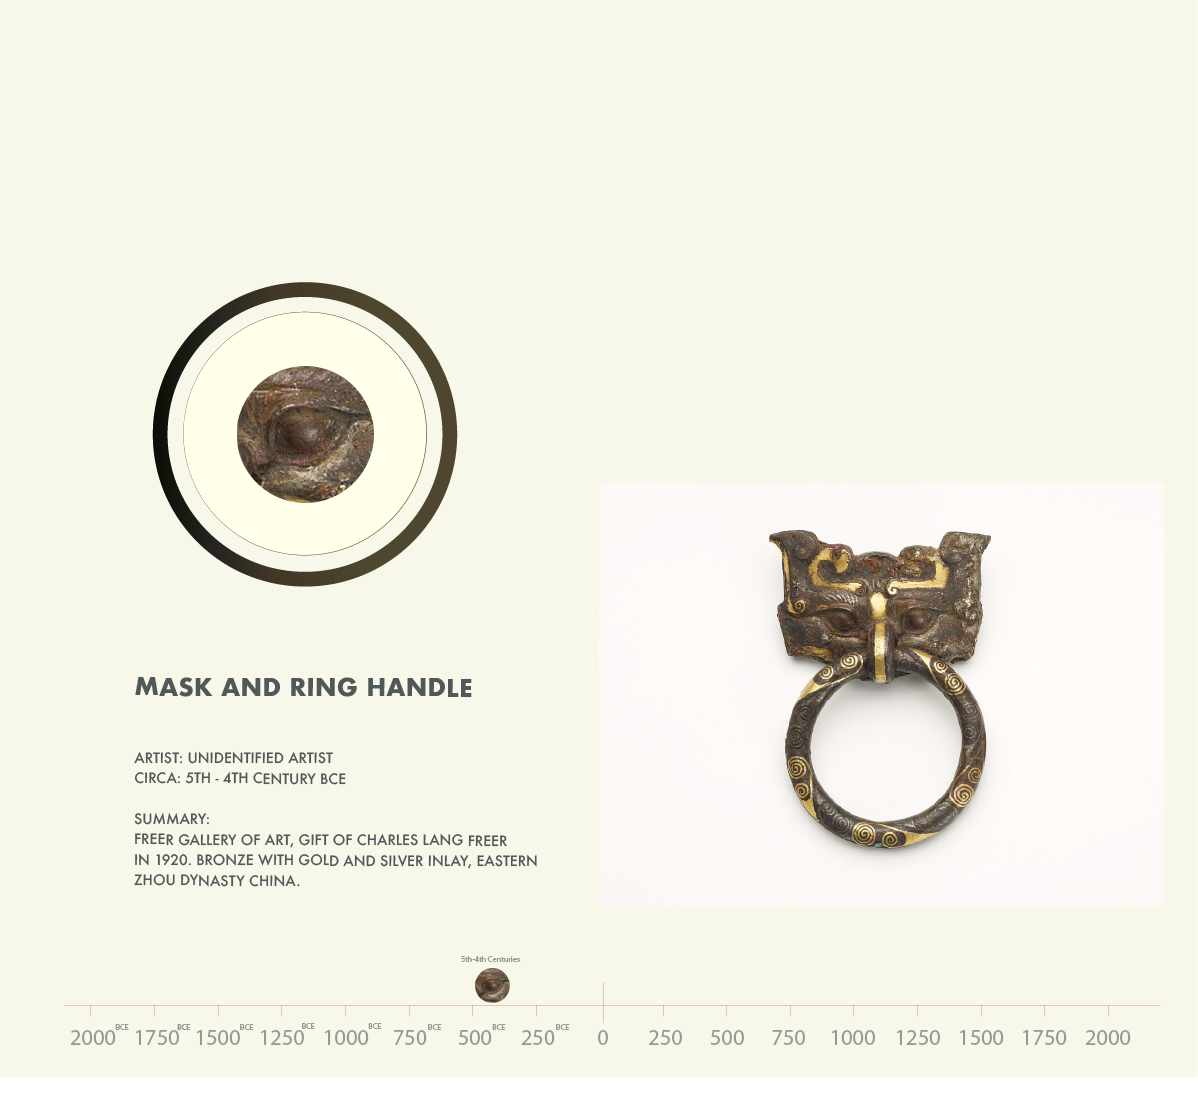 MASK AND RING HANDLE
ARTIST: UNIDENTIFIED ARTIST
CIRCA: 5TH - 4TH CENTURY BCE
SUMMARY:
FREER GALLERY OF ART, GIFT OF CHARLES LANG FREER
IN 1920. BRONZE WITH GOLD AND SILVER INLAY, EASTERN
ZHOU DYNASTY CHINA.
5th-4th Centuries
2000 BCE 1750 BCE 1500 BCE 1250 BCE 1000 BCE 750 BCE 500 BCE 250 BCE 0 250 500 750 1000 1250 1500 1750 2000